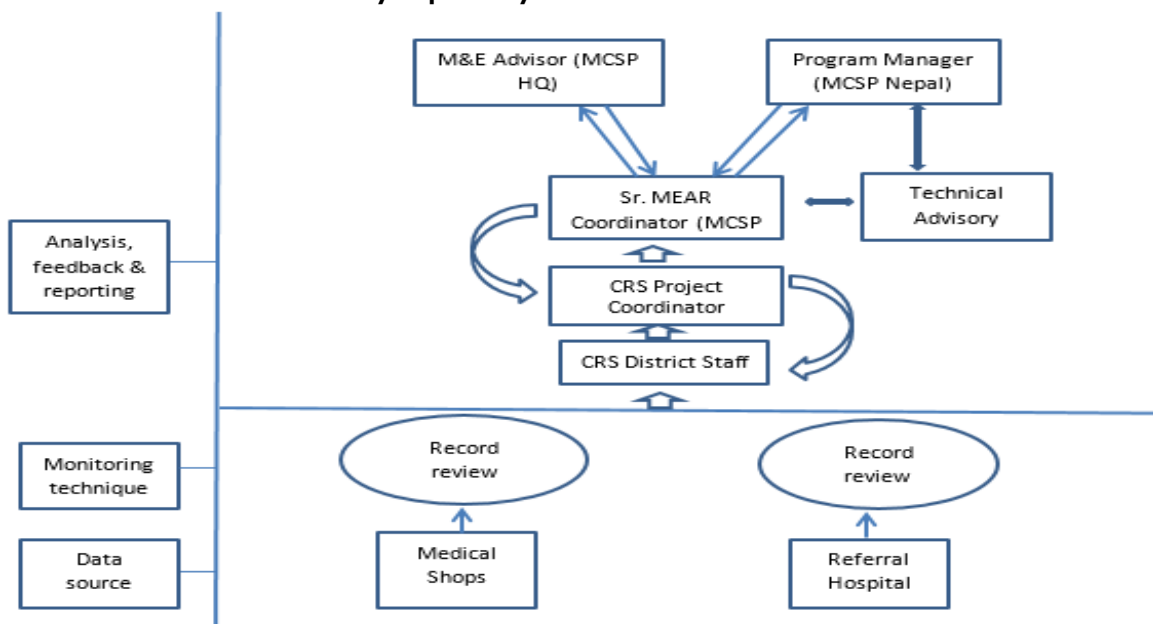 M&E Advisor (MCSP
HQ)
Program Manager
(MCSP Nepal)
Sr. MEAR
Coordinator (MCSP
Technical
Advisory
Analysis,
feedback &
reporting
CRS Project
Coordinator
CRS District Staff
Monitoring
technique
Record
review
Record
review
Data
source
Medical
Shops
Referral
Hospital